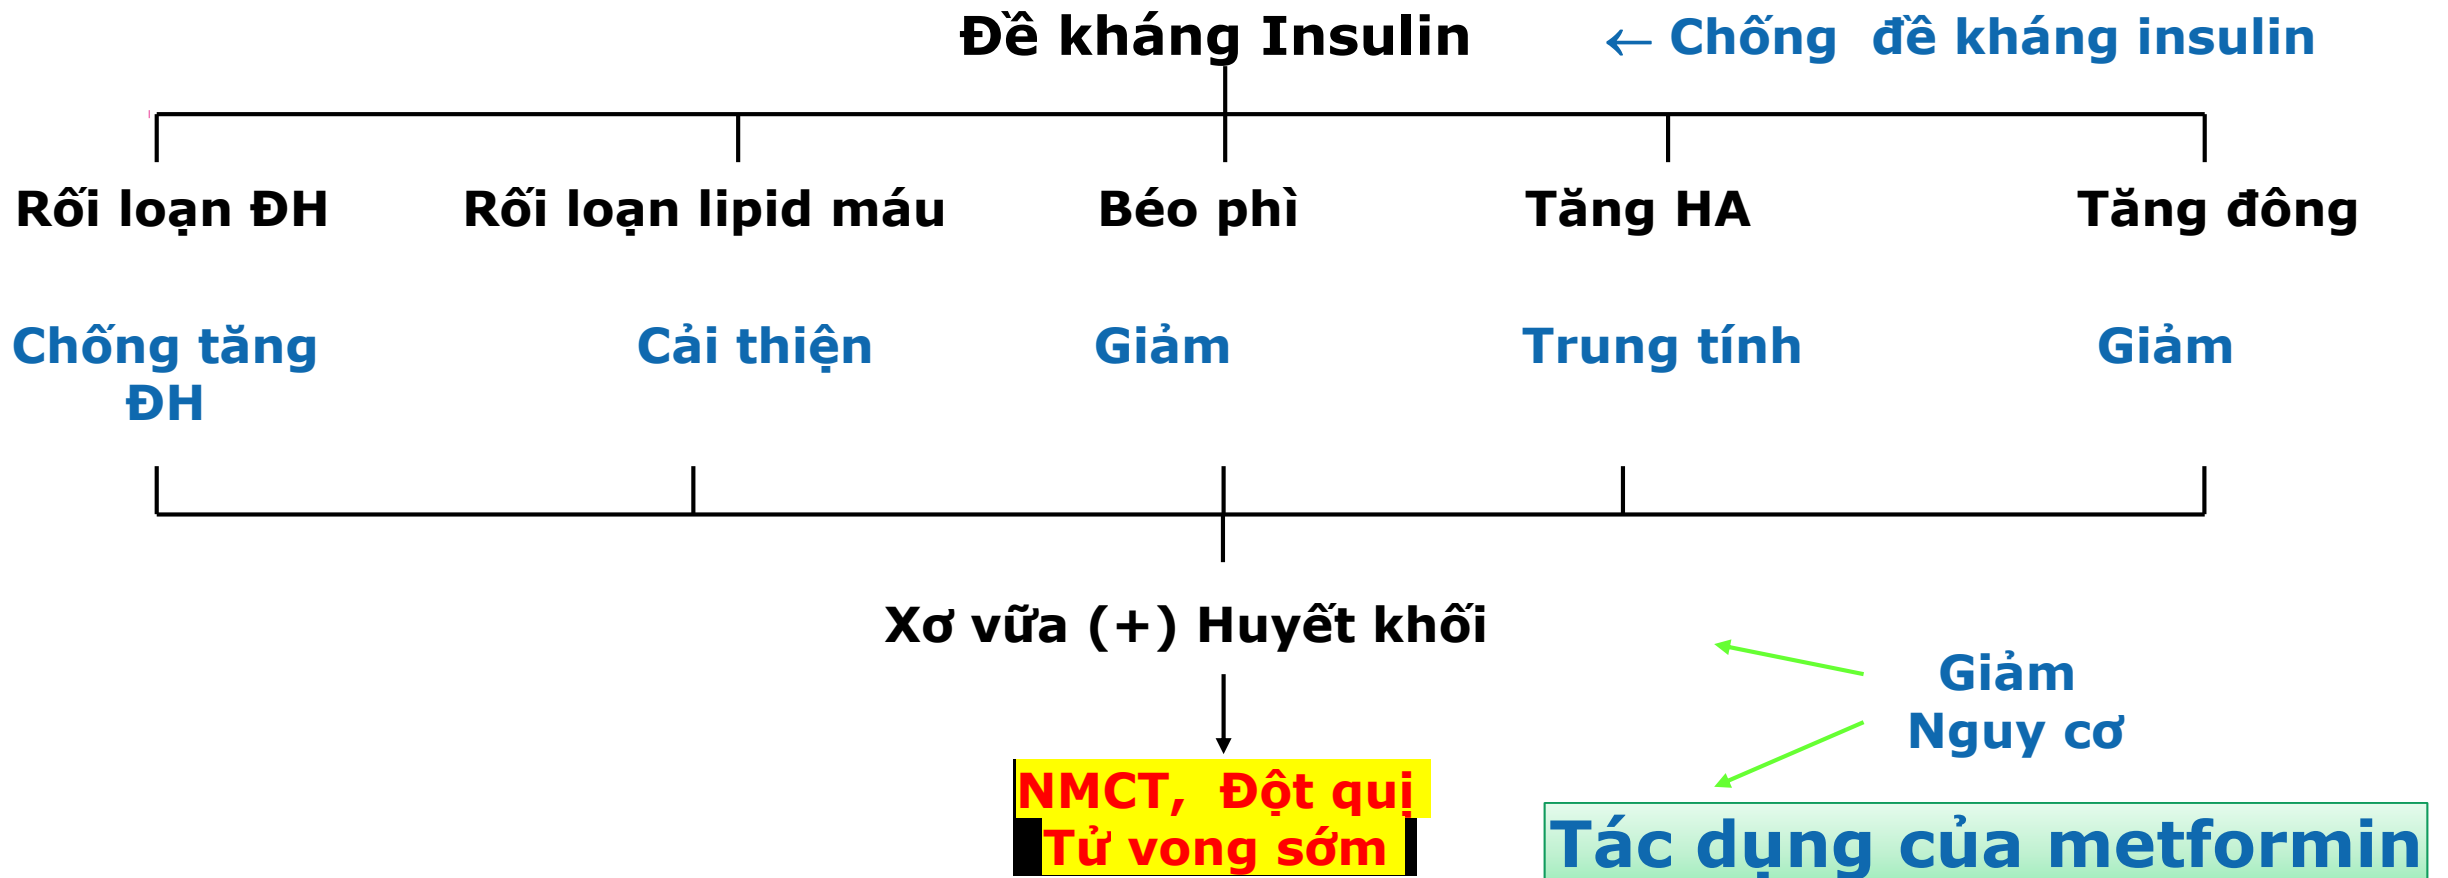 Đề kháng Insulin ← Chống đề kháng insulin
Rối loạn ĐH Rối loạn lipid máu Béo phì Tăng HA Tăng đông
Chống tăng ĐH Cải thiện Giảm Trung tính Giảm
Xơ vữa (+) Huyết khối
Giảm
Nguy cơ
NMCT, Đột quị
Tử vong sớm
Tác dụng của metformin